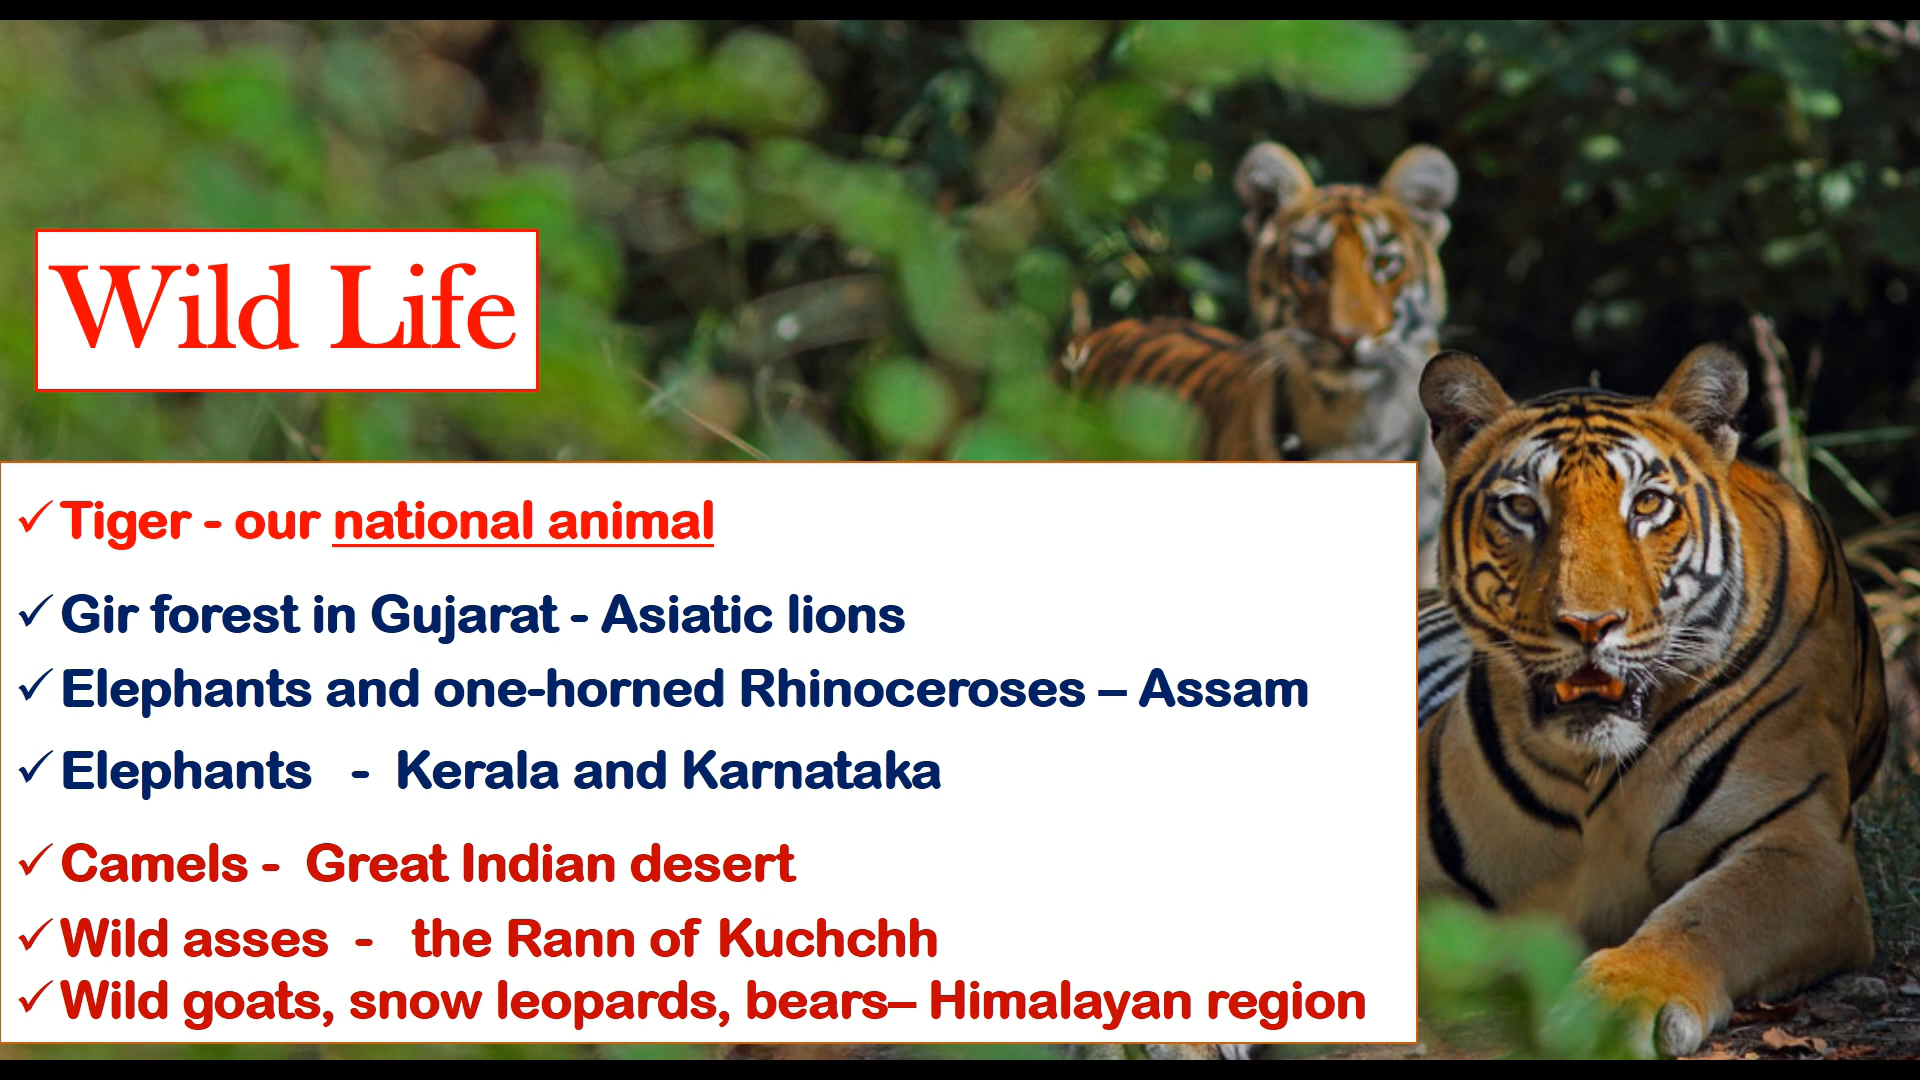 Wild Life
✓Tiger - our national animal
✓Gir forest in Gujarat - Asiatic lions
✓Elephants and one-horned Rhinoceroses – Assam
✓Elephants - Kerala and Karnataka
✓Camels - Great Indian desert
✓Wild asses - the Rann of Kuchchh
✓Wild goats, snow leopards, bears– Himalayan region